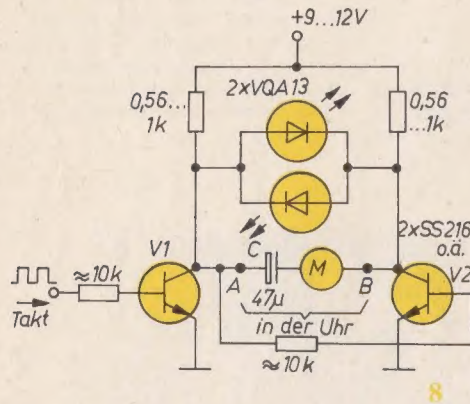 +9...12V
2xVQA13
0,56...
1k
0,56
...1k
2xSS216
o.ä.
V1
V2
≈10k
C
M
A
B
47µ
Takt
in der Uhr
≈10k
8